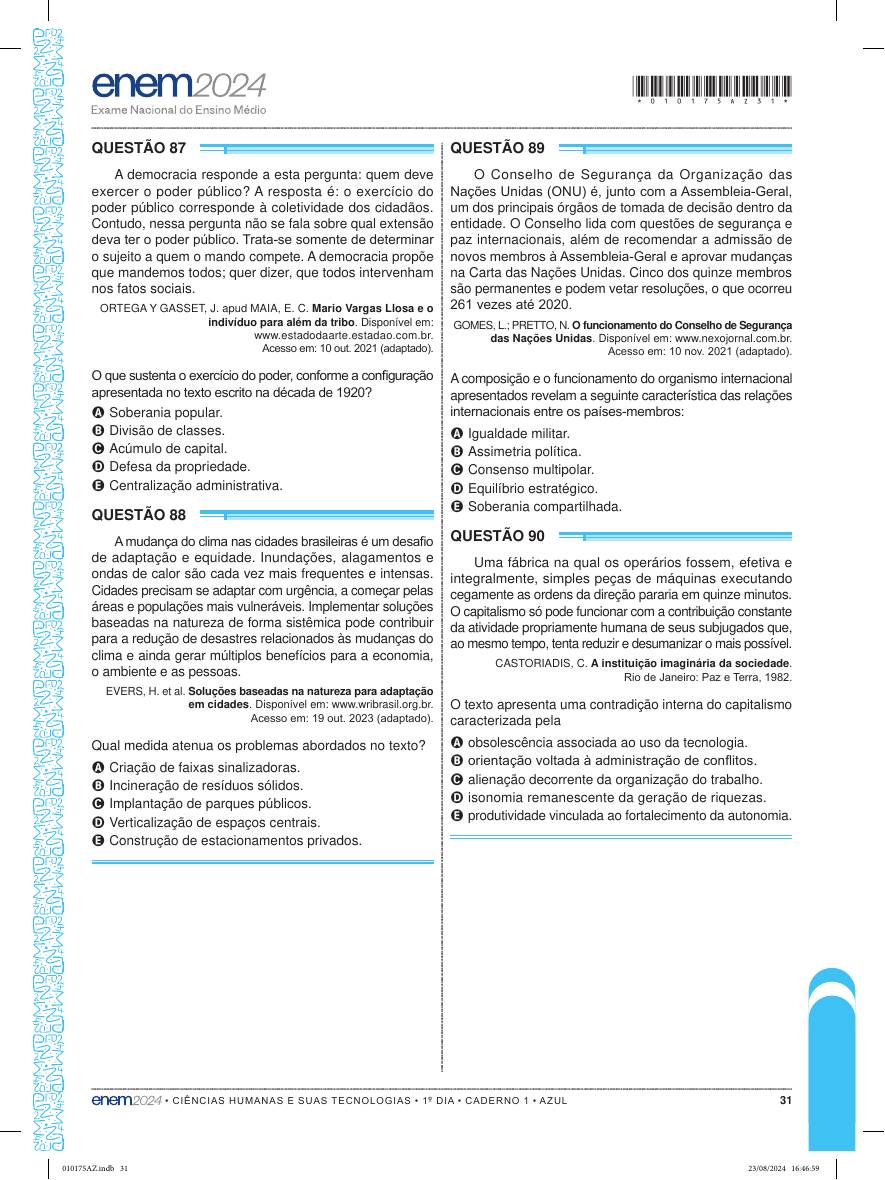 enem2024
Exame Nacional do Ensino Médio
*010175AZ31*
QUESTÃO 87
A democracia responde a esta pergunta: quem deve
exercer o poder público? A resposta é: o exercício do
poder público corresponde à coletividade dos cidadãos.
Contudo, nessa pergunta não se fala sobre qual extensão
deva ter o poder público. Trata-se somente de determinar
o sujeito a quem o mando compete. A democracia propõe
que mandemos todos; quer dizer, que todos intervenham
nos fatos sociais.
ORTEGA Y GASSET, J. apud MAIA, E. C. Mario Vargas Llosa e o
indivíduo para além da tribo. Disponível em:
www.estadodaarte.estadao.com.br.
Acesso em: 10 out. 2021 (adaptado).
O que sustenta o exercício do poder, conforme a configuração
apresentada no texto escrito na década de 1920?
A Soberania popular.
B Divisão de classes.
C Acúmulo de capital.
D Defesa da propriedade.
E Centralização administrativa.
QUESTÃO 88
A mudança do clima nas cidades brasileiras é um desafio
de adaptação e equidade. Inundações, alagamentos e
ondas de calor são cada vez mais frequentes e intensas.
Cidades precisam se adaptar com urgência, a começar pelas
áreas e populações mais vulneráveis. Implementar soluções
baseadas na natureza de forma sistêmica pode contribuir
para a redução de desastres relacionados às mudanças do
clima e ainda gerar múltiplos benefícios para a economia,
o ambiente e as pessoas.
EVERS, H. et al. Soluções baseadas na natureza para adaptação
em cidades. Disponível em: www.wribrasil.org.br.
Acesso em: 19 out. 2023 (adaptado).
Qual medida atenua os problemas abordados no texto?
A Criação de faixas sinalizadoras.
B Incineração de resíduos sólidos.
C Implantação de parques públicos.
D Verticalização de espaços centrais.
E Construção de estacionamentos privados.
QUESTÃO 89
O Conselho de Segurança da Organização das
Nações Unidas (ONU) é, junto com a Assembleia-Geral,
um dos principais órgãos de tomada de decisão dentro da
entidade. O Conselho lida com questões de segurança e
paz internacionais, além de recomendar a admissão de
novos membros à Assembleia-Geral e aprovar mudanças
na Carta das Nações Unidas. Cinco dos quinze membros
são permanentes e podem vetar resoluções, o que ocorreu
261 vezes até 2020.
GOMES, L.; PRETTO, N. O funcionamento do Conselho de Segurança
das Nações Unidas. Disponível em: www.nexojornal.com.br.
Acesso em: 10 nov. 2021 (adaptado).
A composição e o funcionamento do organismo internacional
apresentados revelam a seguinte característica das relações
internacionais entre os países-membros:
A Igualdade militar.
B Assimetria política.
C Consenso multipolar.
D Equilíbrio estratégico.
E Soberania compartilhada.
QUESTÃO 90
Uma fábrica na qual os operários fossem, efetiva e
integralmente, simples peças de máquinas executando
cegamente as ordens da direção pararia em quinze minutos.
O capitalismo só pode funcionar com a contribuição constante
da atividade propriamente humana de seus subjugados que,
ao mesmo tempo, tenta reduzir e desumanizar o mais possível.
CASTORIADIS, C. A instituição imaginária da sociedade.
Rio de Janeiro: Paz e Terra, 1982.
O texto apresenta uma contradição interna do capitalismo
caracterizada pela
A obsolescência associada ao uso da tecnologia.
B orientação voltada à administração de conflitos.
C alienação decorrente da organização do trabalho.
D isonomia remanescente da geração de riquezas.
E produtividade vinculada ao fortalecimento da autonomia.
enem2024 • CIÊNCIAS HUMANAS E SUAS TECNOLOGIAS • 1º DIA • CADERNO 1 • AZUL
31
010175AZ.indb 31
23/08/2024 16:46:59